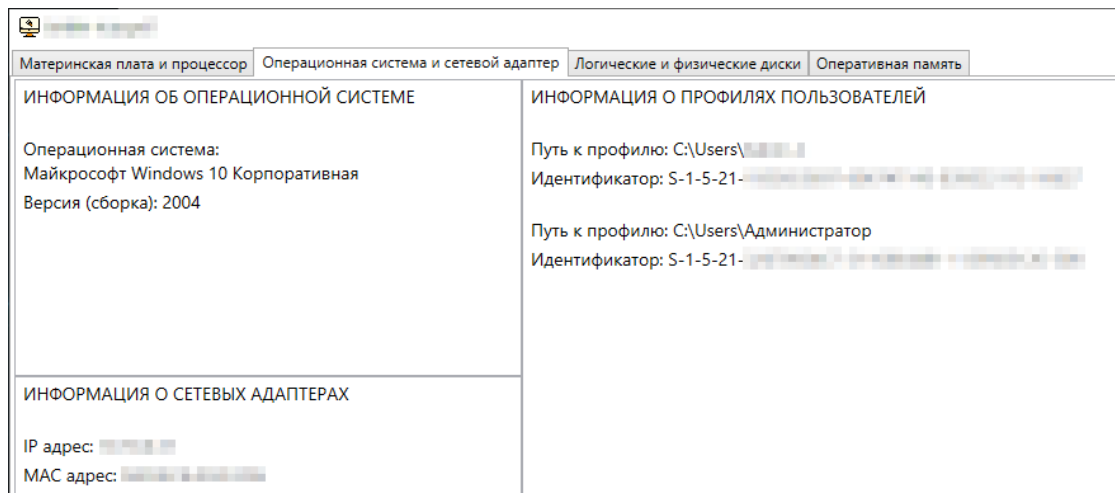 Материнская плата и процессор
Операционная система и сетевой адаптер
Логические и физические диски
Оперативная память
ИНФОРМАЦИЯ ОБ ОПЕРАЦИОННОЙ СИСТЕМЕ
Операционная система:
Майкрософт Windows 10 Корпоративная
Версия (сборка): 2004
ИНФОРМАЦИЯ О ПРОФИЛЯХ ПОЛЬЗОВАТЕЛЕЙ
Путь к профилю: C:\Users\
Идентификатор: S-1-5-21-
Путь к профилю: C:\Users\Администратор
Идентификатор: S-1-5-21-
ИНФОРМАЦИЯ О СЕТЕВЫХ АДАПТЕРАХ
IP адрес:
MAC адрес: